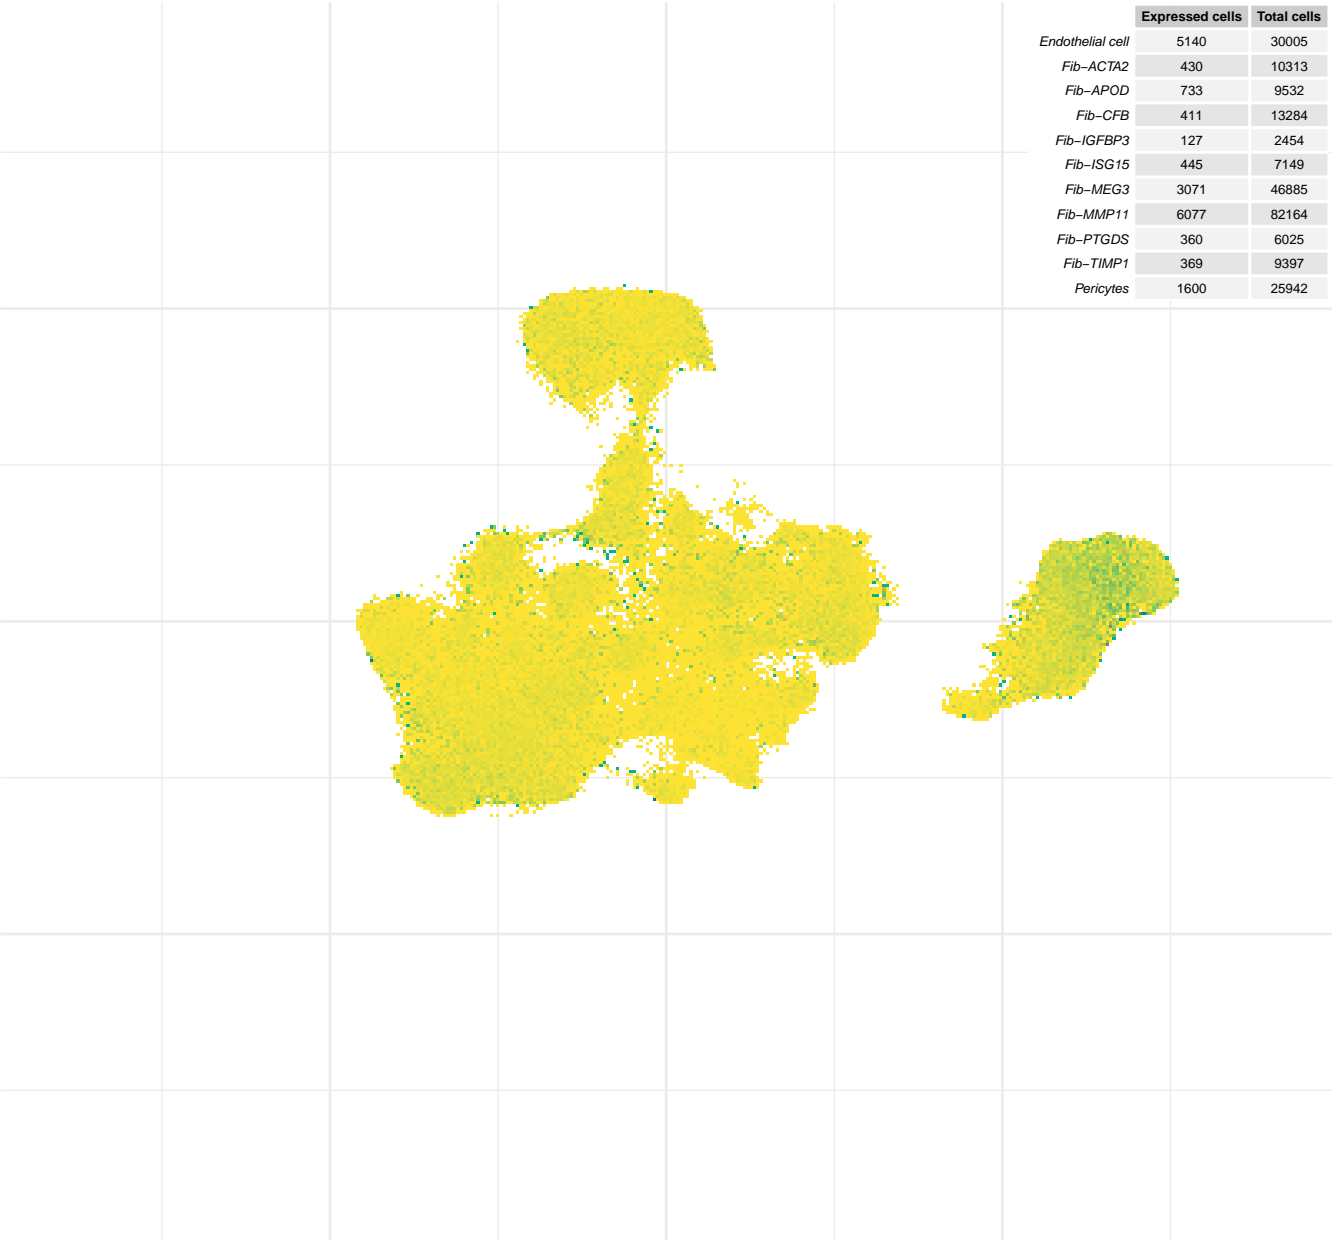 Expressed cells Total cells
Endothelial cell 5140 30005
Fib−ACTA2 430 10313
Fib−APOD 733 9532
Fib−CFB 411 13284
Fib−IGFBP3 127 2454
Fib−ISG15 445 7149
Fib−MEG3 3071 46885
Fib−MMP11 6077 82164
Fib−PTGDS 360 6025
Fib−TIMP1 369 9397
Pericytes 1600 25942